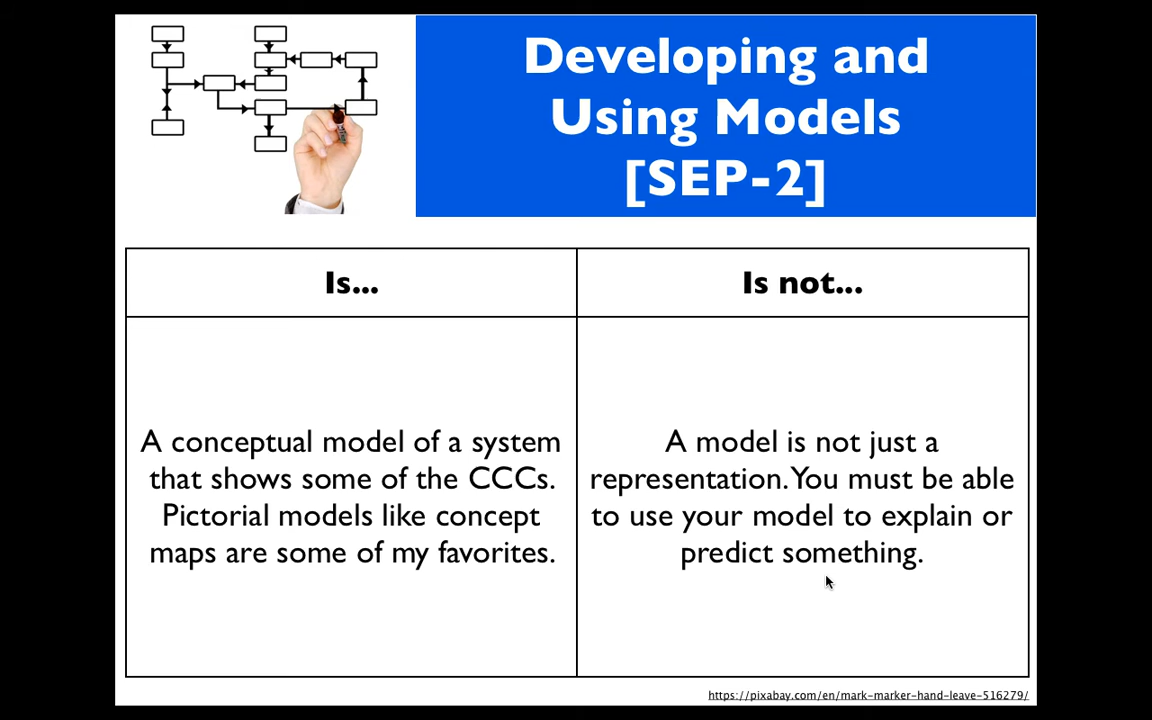 Developing and
Using Models
[SEP-2]
Is...
Is not...
A conceptual model of a system
that shows some of the CCCs.
Pictorial models like concept
maps are some of my favorites.
A model is not just a
representation. You must be able
to use your model to explain or
predict something.
https://pixabay.com/en/mark-marker-hand-leave-516279/